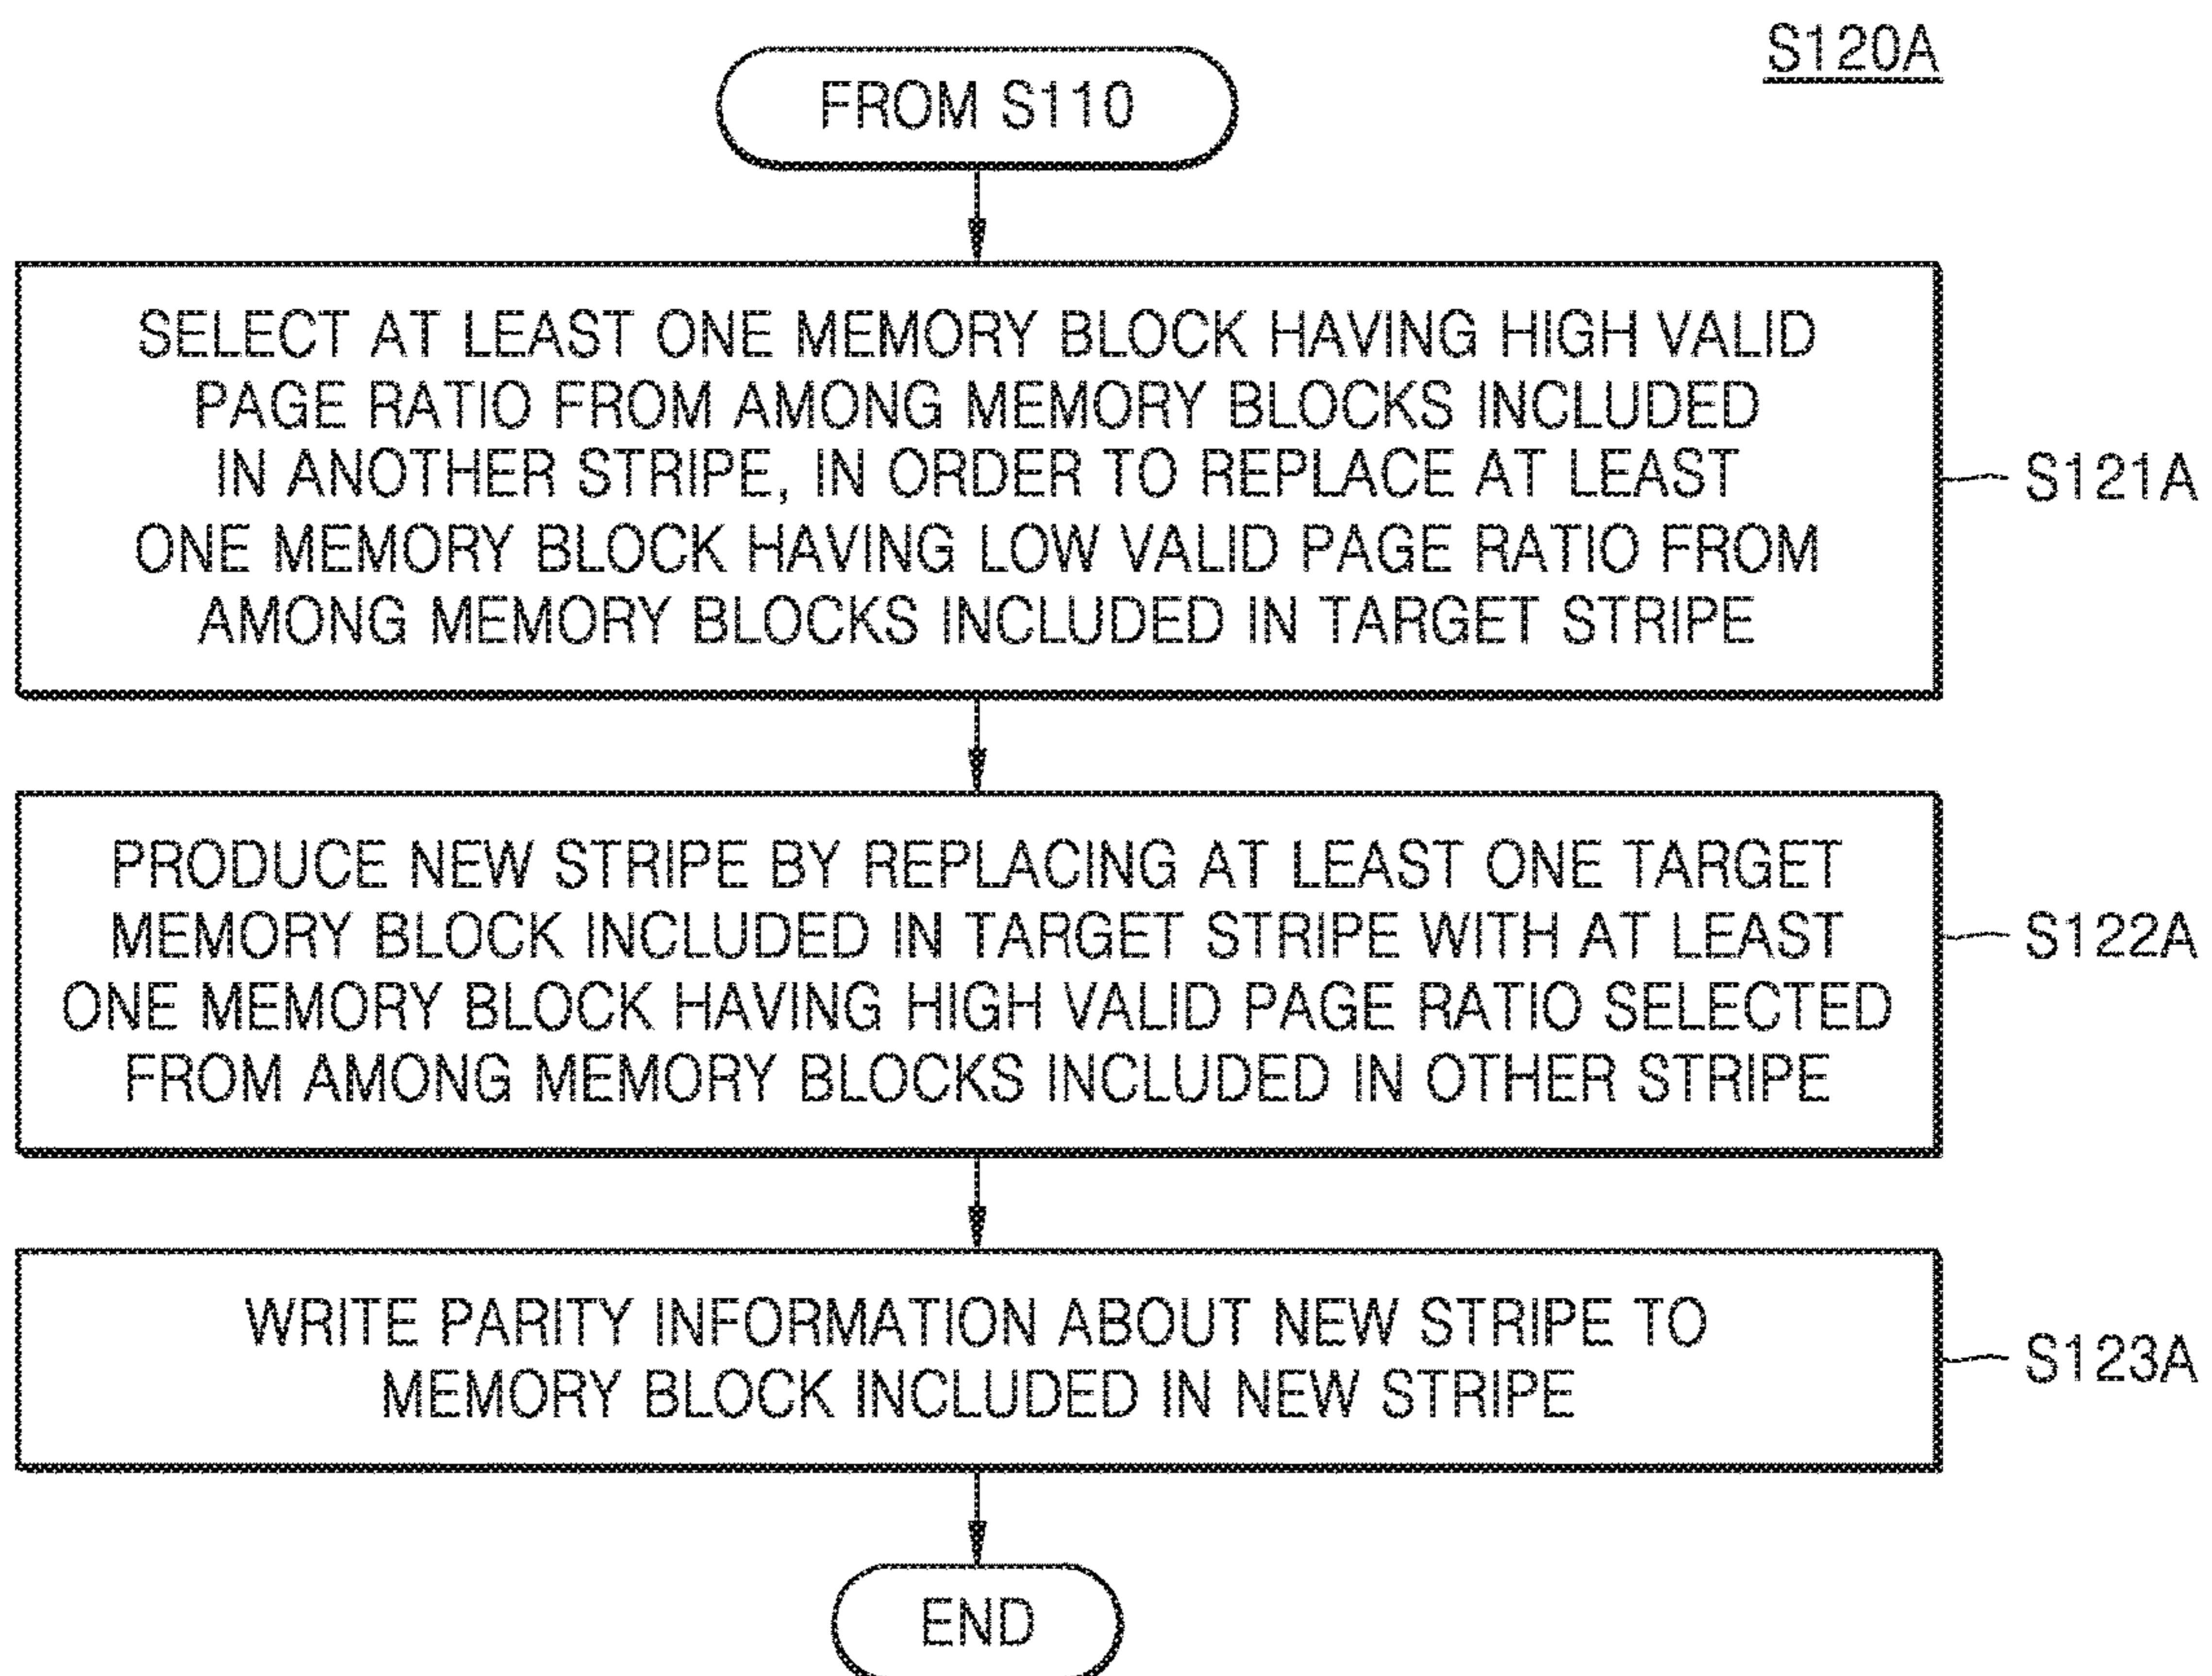 S120A
FROM S110
SELECT AT LEAST ONE MEMORY BLOCK HAVING HIGH VALID
PAGE RATIO FROM AMONG MEMORY BLOCKS INCLUDED
IN ANOTHER STRIPE, IN ORDER TO REPLACE AT LEAST
ONE MEMORY BLOCK HAVING LOW VALID PAGE RATIO FROM
AMONG MEMORY BLOCKS INCLUDED IN TARGET STRIPE
S121A
PRODUCE NEW STRIPE BY REPLACING AT LEAST ONE TARGET
MEMORY BLOCK INCLUDED IN TARGET STRIPE WITH AT LEAST
ONE MEMORY BLOCK HAVING HIGH VALID PAGE RATIO SELECTED
FROM AMONG MEMORY BLOCKS INCLUDED IN OTHER STRIPE
S122A
WRITE PARITY INFORMATION ABOUT NEW STRIPE TO
MEMORY BLOCK INCLUDED IN NEW STRIPE
S123A
END